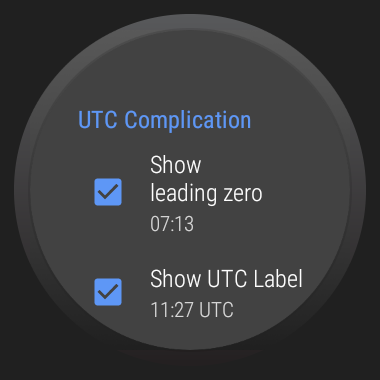 UTC Complication
Show
leading zero
07:13
Show UTC Label
11:27 UTC